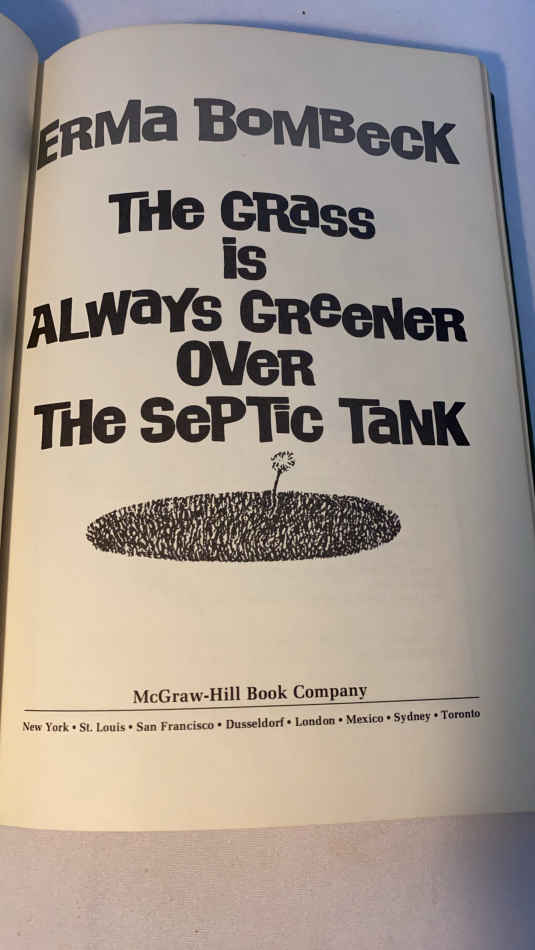 ERMa BOMBecK
THe GRass
is
ALWaYs GReeNeR
OVeR
THe SePTic TaNK
McGraw-Hill Book Company
New York • St. Louis • San Francisco • Dusseldorf • London • Mexico • Sydney • Toronto